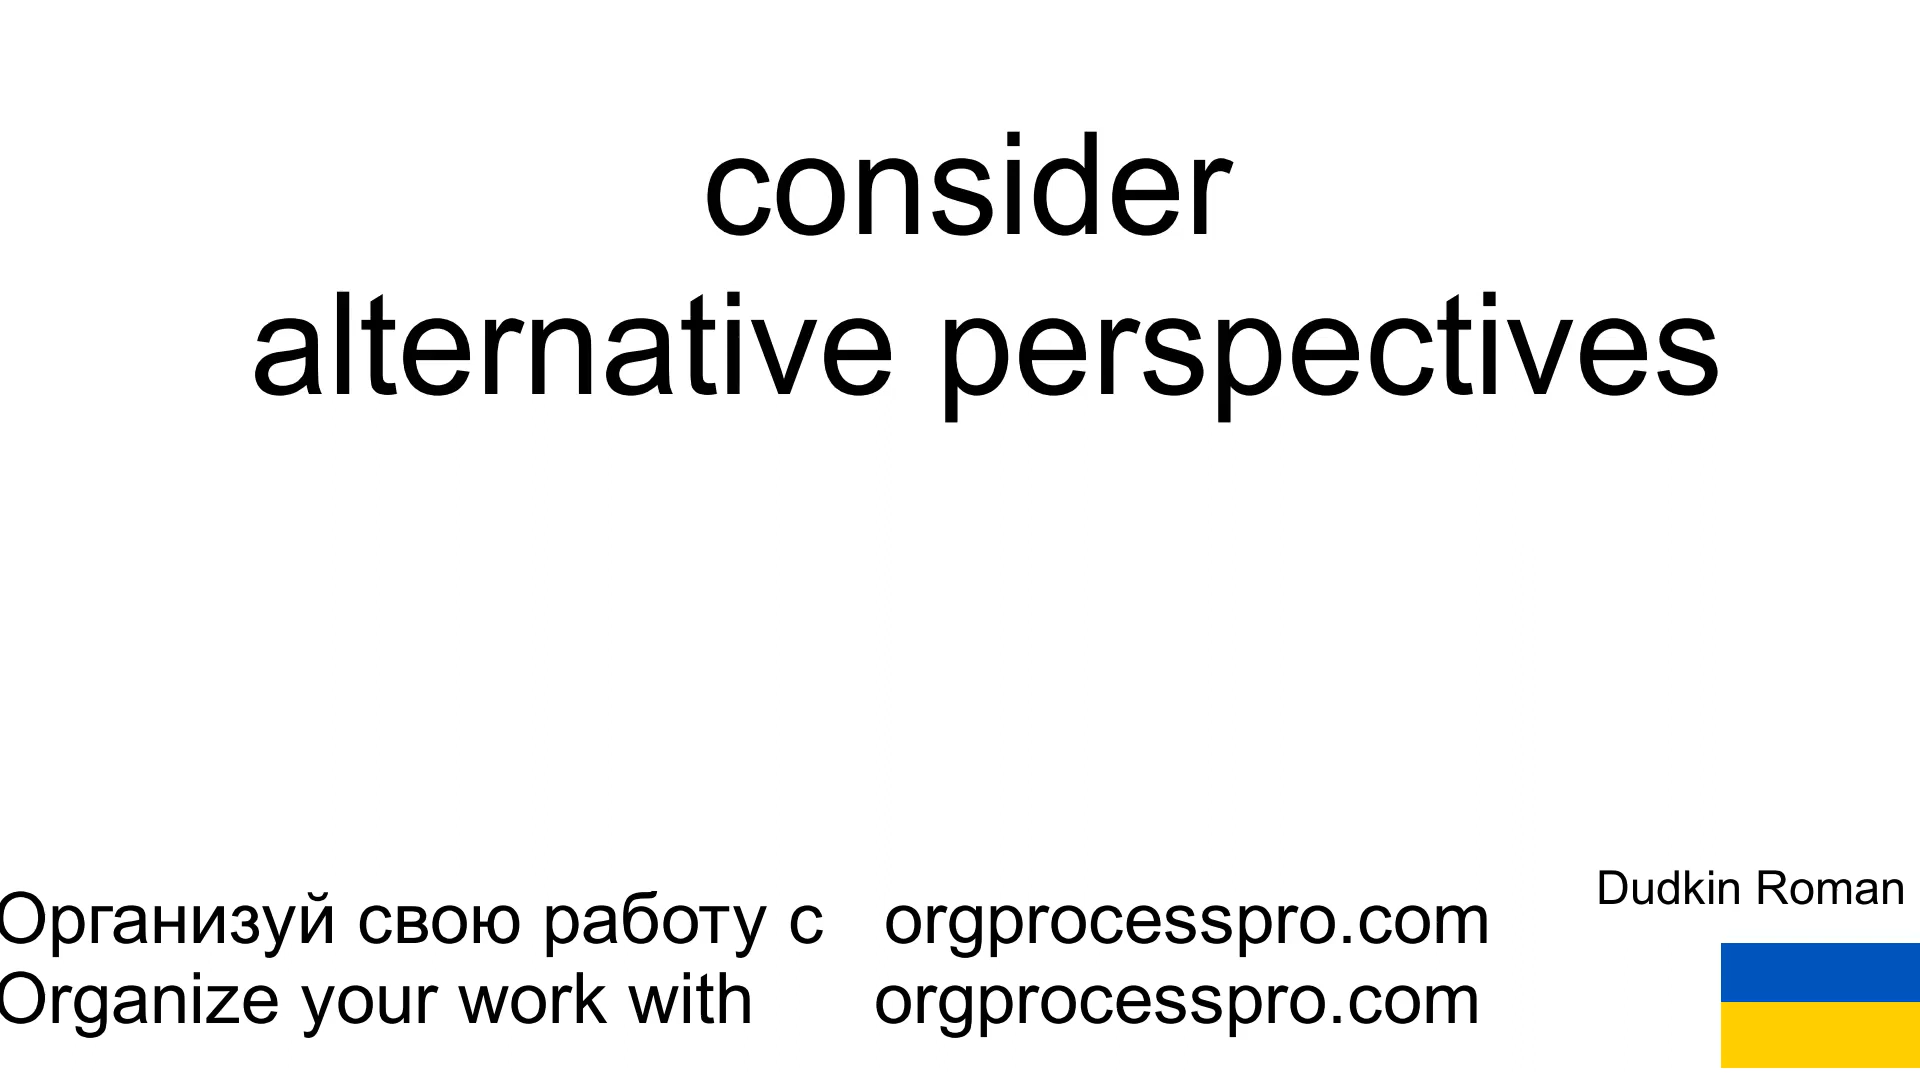 consider
alternative perspectives
Dudkin Roman
Организуй свою работу с orgprocesspro.com
Organize your work with orgprocesspro.com